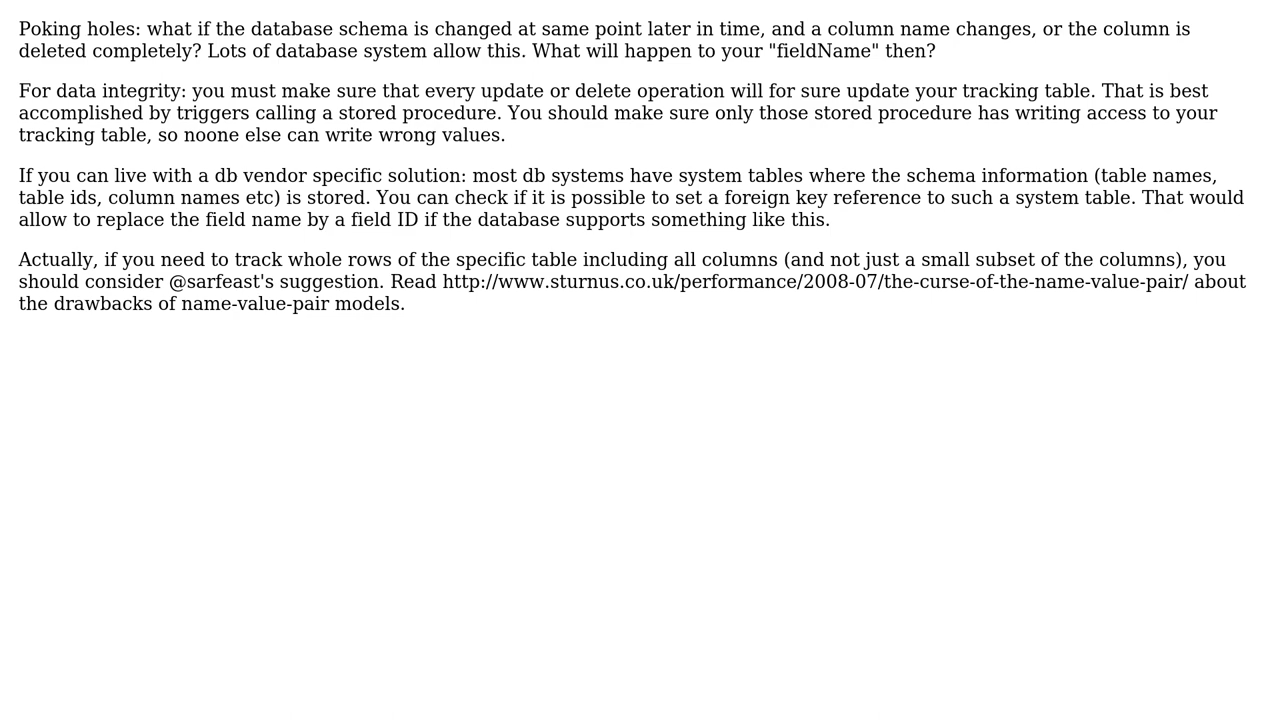 Poking holes: what if the database schema is changed at same point later in time, and a column name changes, or the column is
deleted completely? Lots of database system allow this. What will happen to your "fieldName" then?
For data integrity: you must make sure that every update or delete operation will for sure update your tracking table. That is best
accomplished by triggers calling a stored procedure. You should make sure only those stored procedure has writing access to your
tracking table, so noone else can write wrong values.
If you can live with a db vendor specific solution: most db systems have system tables where the schema information (table names,
table ids, column names etc) is stored. You can check if it is possible to set a foreign key reference to such a system table. That would
allow to replace the field name by a field ID if the database supports something like this.
Actually, if you need to track whole rows of the specific table including all columns (and not just a small subset of the columns), you
should consider @sarfeast's suggestion. Read http://www.sturnus.co.uk/performance/2008-07/the-curse-of-the-name-value-pair/ about
the drawbacks of name-value-pair models.